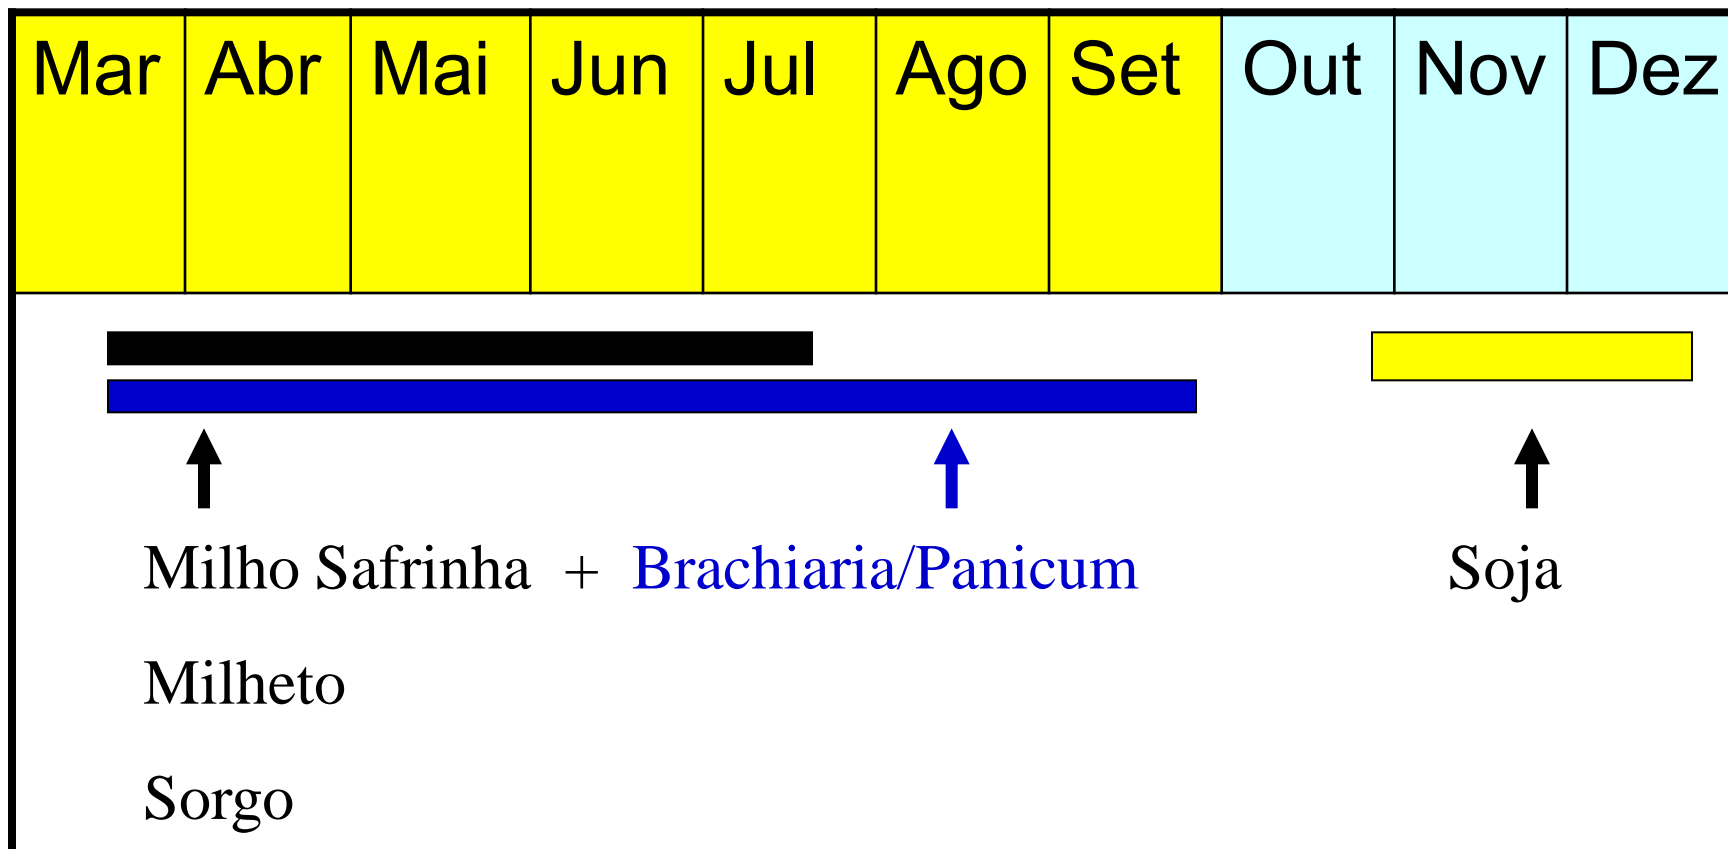 Mar Abr Mai Jun Jul Ago Set Out Nov Dez
Milho Safrinha + Brachiaria/Panicum Soja
Milheto
Sorgo